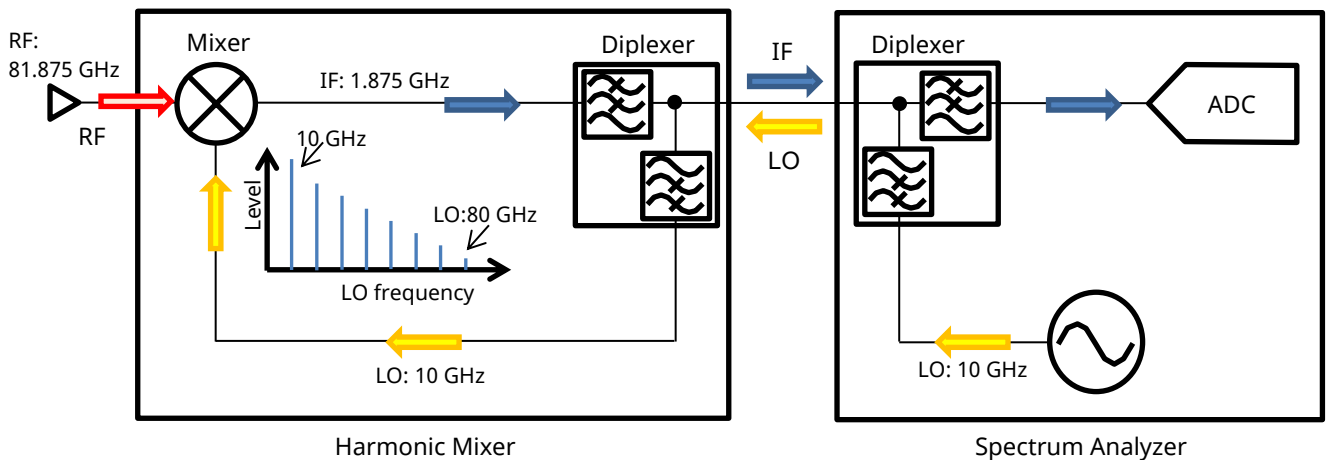 RF:
81.875 GHz
RF
Mixer
IF: 1.875 GHz
Diplexer
10 GHz
Level
LO:80 GHz
LO frequency
LO: 10 GHz
Harmonic Mixer
IF
LO
Diplexer
ADC
LO: 10 GHz
Spectrum Analyzer